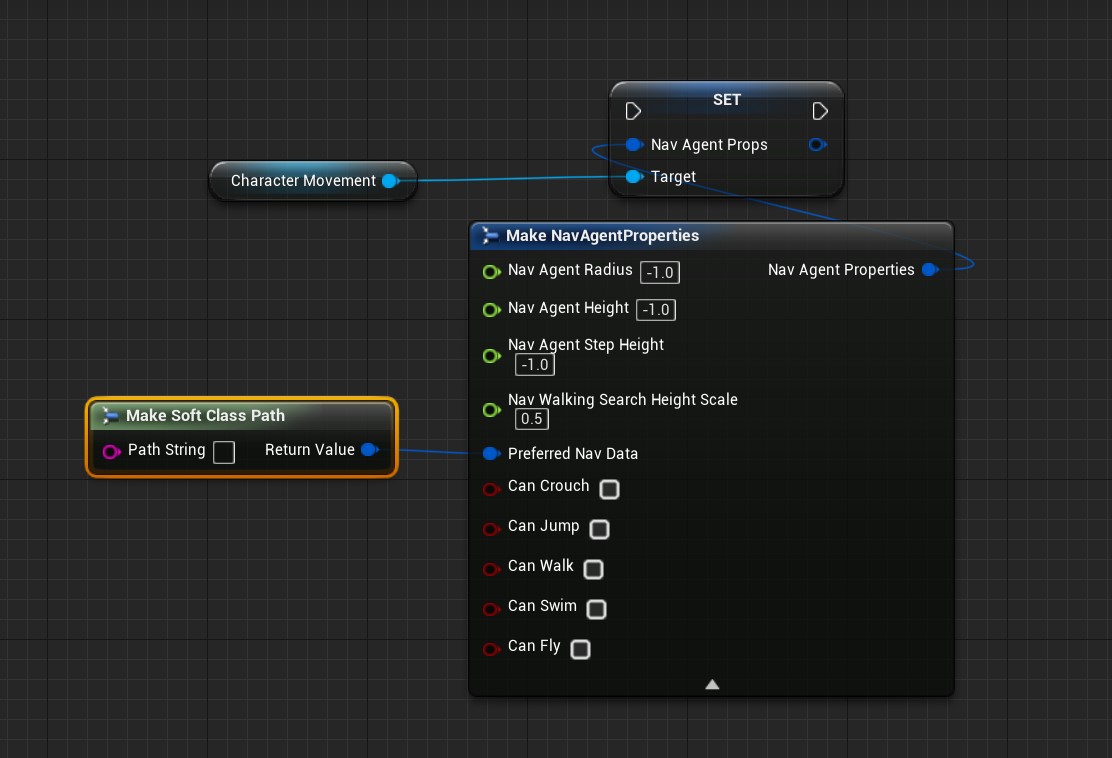 SET
Nav Agent Props
Character Movement
Target
Make NavAgentProperties
Nav Agent Radius -1.0 Nav Agent Properties
Nav Agent Height -1.0
Nav Agent Step Height
-1.0
Nav Walking Search Height Scale
0.5
Make Soft Class Path
Path String Return Value
Preferred Nav Data
Can Crouch
Can Jump
Can Walk
Can Swim
Can Fly